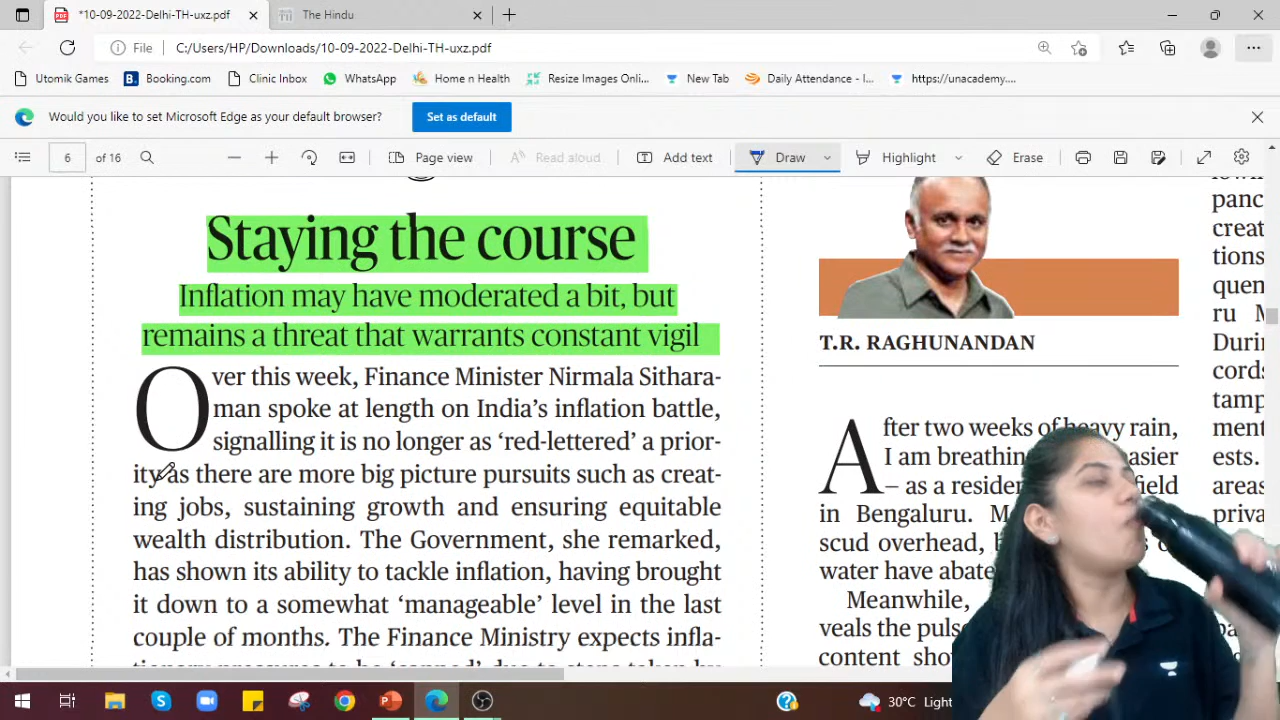 *10-09-2022-Delhi-TH-uxz.pdf
The Hindu
File
C:/Users/HP/Downloads/10-09-2022-Delhi-TH-uxz.pdf
Utomik Games
Booking.com
Clinic Inbox
WhatsApp
Home n Health
Resize Images Onli...
New Tab
Daily Attendance - I...
https://unacademy....
Would you like to set Microsoft Edge as your default browser?
Set as default
6
of 16
Page view
Read aloud
Add text
Draw
Highlight
Erase
Staying the course
Inflation may have moderated a bit, but
remains a threat that warrants constant vigil
Over this week, Finance Minister Nirmala Sithara-
man spoke at length on India's inflation battle,
signalling it is no longer as 'red-lettered' a prior-
ity as there are more big picture pursuits such as creat-
ing jobs, sustaining growth and ensuring equitable
wealth distribution. The Government, she remarked,
has shown its ability to tackle inflation, having brought
it down to a somewhat 'manageable' level in the last
couple of months. The Finance Ministry expects infla-
T.R. RAGHUNANDAN
After two weeks of heavy rain,
I am breathing easier
– as a resident field
in Bengaluru.
scud overhead,
water have abate
Meanwhile,
veals the puls
content sho
panc
creat
tions
quen
ru M
Durin
cords
tamp
ment
ests.
areas
priva
30°C Light